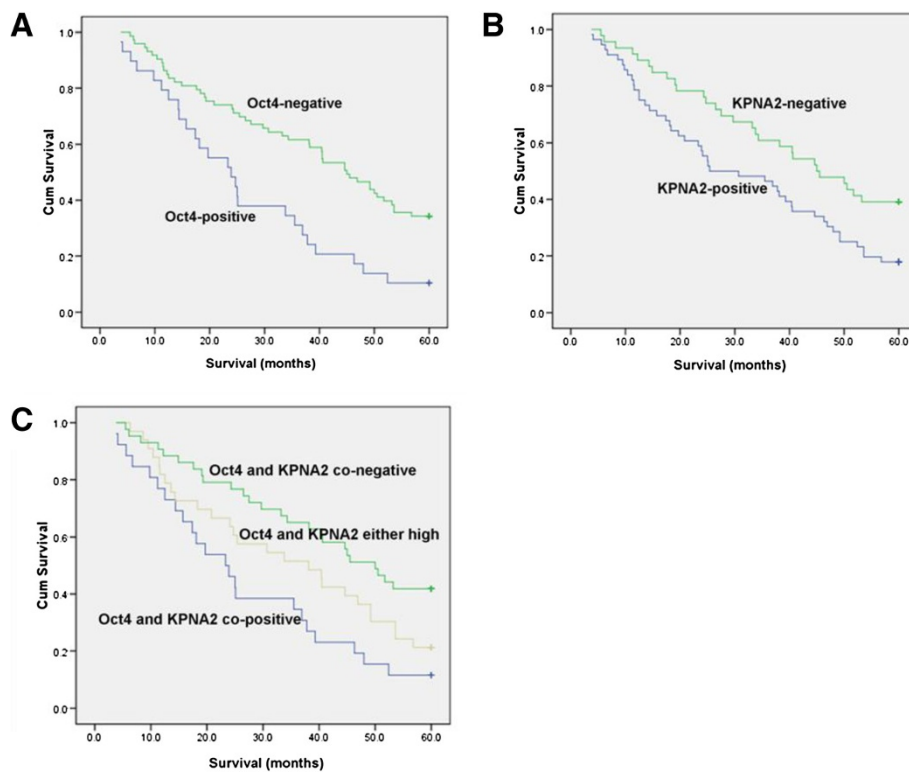 A
Cum Survival
1.0
0.8
0.6
0.4
0.2
0.0
Oct4-negative
Oct4-positive
0.0 10.0 20.0 30.0 40.0 50.0 60.0
Survival (months)
B
Cum Survival
1.0
0.8
0.6
0.4
0.2
0.0
KPNA2-negative
KPNA2-positive
0.0 10.0 20.0 30.0 40.0 50.0 60.0
Survival (months)
C
Cum Survival
1.0
0.8
0.6
0.4
0.2
0.0
Oct4 and KPNA2 co-negative
Oct4 and KPNA2 either high
Oct4 and KPNA2 co-positive
0.0 10.0 20.0 30.0 40.0 50.0 60.0
Survival (months)